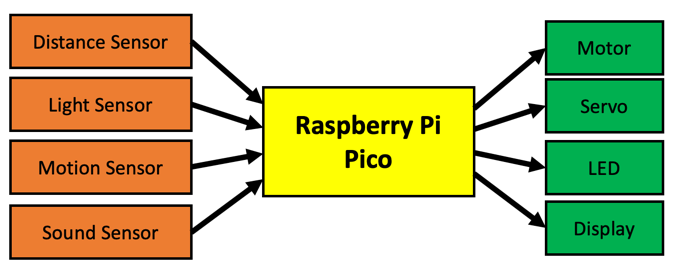 Distance Sensor
Light Sensor
Motion Sensor
Sound Sensor
Raspberry Pi
Pico
Motor
Servo
LED
Display